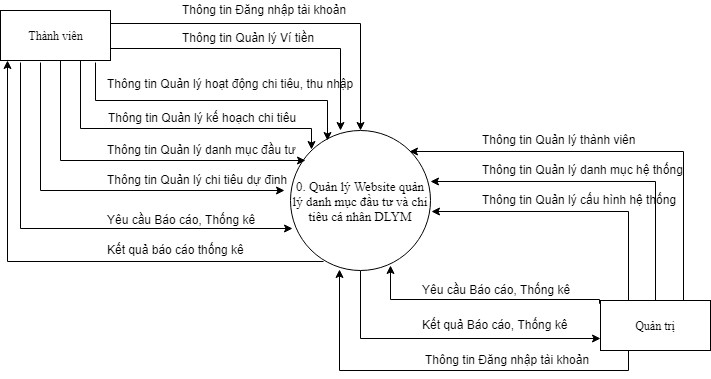 Thông tin Đăng nhập tài khoản
Thành viên
Thông tin Quản lý Ví tiền
Thông tin Quản lý hoạt động chi tiêu, thu nhập
Thông tin Quản lý kế hoạch chi tiêu
Thông tin Quản lý thành viên
Thông tin Quản lý danh mục đầu tư
Thông tin Quản lý danh mục hệ thống
Thông tin Quản lý chi tiêu dự định
0. Quản lý Website quản
lý danh mục đầu tư và chi
tiêu cá nhân DLYM
Thông tin Quản lý cấu hình hệ thống
Yêu cầu Báo cáo, Thống kê
Kết quả báo cáo thống kê
Yêu cầu Báo cáo, Thống kê
Kết quả Báo cáo, Thống kê
Quản trị
Thông tin Đăng nhập tài khoản